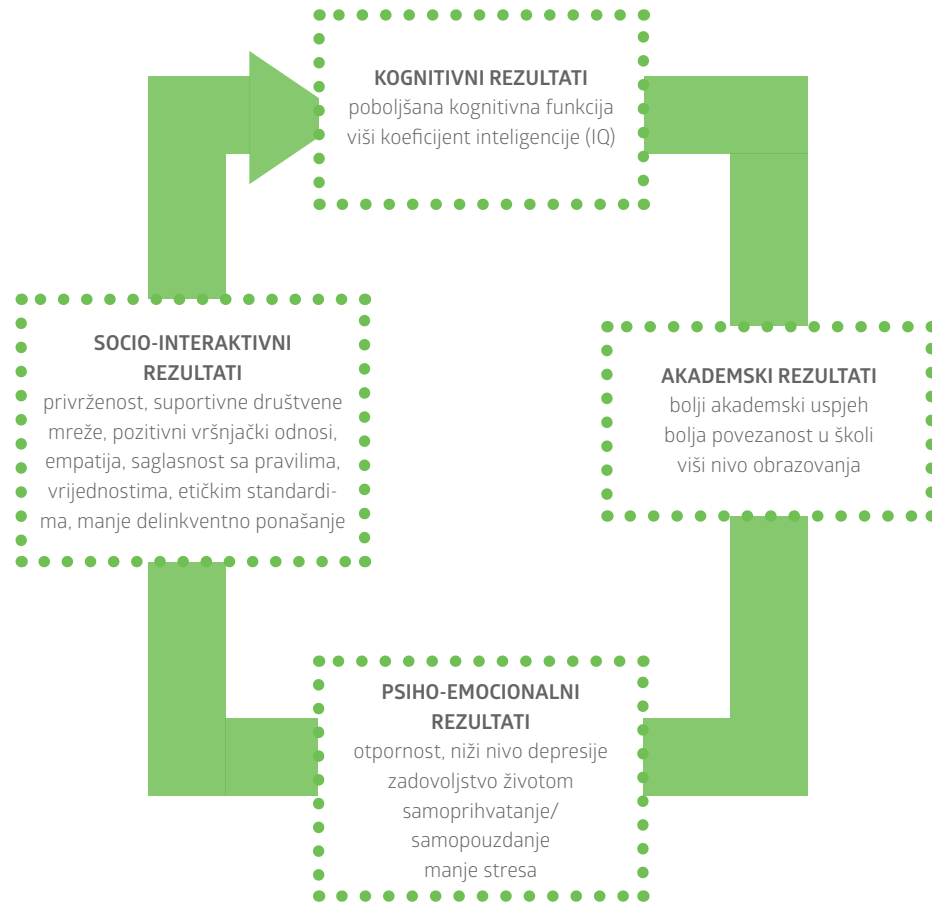 KOGNITIVNI REZULTATI
poboljšana kognitivna funkcija
viši koeficijent inteligencije (IQ)
SOCIO-INTERAKTIVNI
REZULTATI
privrženost, suportivne društvene
mreže, pozitivni vršnjački odnosi,
empatija, saglasnost sa pravilima,
vrijednostima, etičkim standardi-
ma, manje delinkventno ponašanje
AKADEMSKI REZULTATI
bolji akademski uspjeh
bolja povezanost u školi
viši nivo obrazovanja
PSIHO-EMOCIONALNI
REZULTATI
otpornost, niži nivo depresije
zadovoljstvo životom
samoprihvatanje/
samopouzdanje
manje stresa